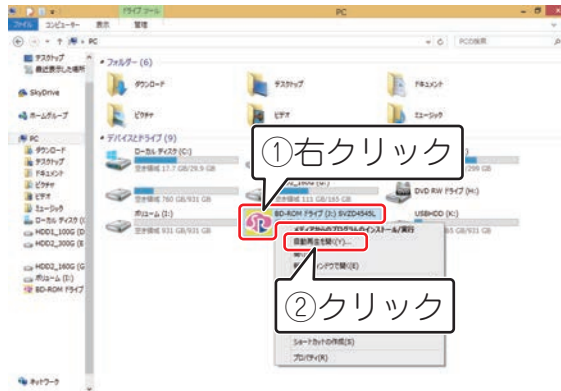 ドライブ ツール
PC
ファイル
コンピューター
表示
管理
PC
PCの検索
デスクトップ
最近表示した場所
SkyDrive
ホームグループ
PC
ダウンロード
デスクトップ
ドキュメント
ピクチャ
ビデオ
ミュージック
ローカル ディスク (C
HDD1_100G (D
HDD2_300G (E
HDD2_160G (G
ボリューム (I:)
BD-ROM ドライブ
ネットワーク
フォルダー (6)
ダウンロード
デスクトップ
ドキュメント
ピクチャ
ビデオ
ミュージック
デバイスとドライブ (9)
ローカル ディスク (C:)
空き領域 17.7 GB/29.9 GB
空き領域 760 GB/931 GB
空き領域 111 GB/165 GB
DVD RW ドライブ (H:)
ボリューム (I:)
空き領域 931 GB/931 GB
BD-ROM ドライブ (J:) SVZD4545L
USBHDD (K:)
①右クリック
メディアからのプログラムのインストール/実行
自動再生を開く(Y)...
ウィンドウで開く(E)
②クリック
ショートカットの作成(S)
プロパティ(R)